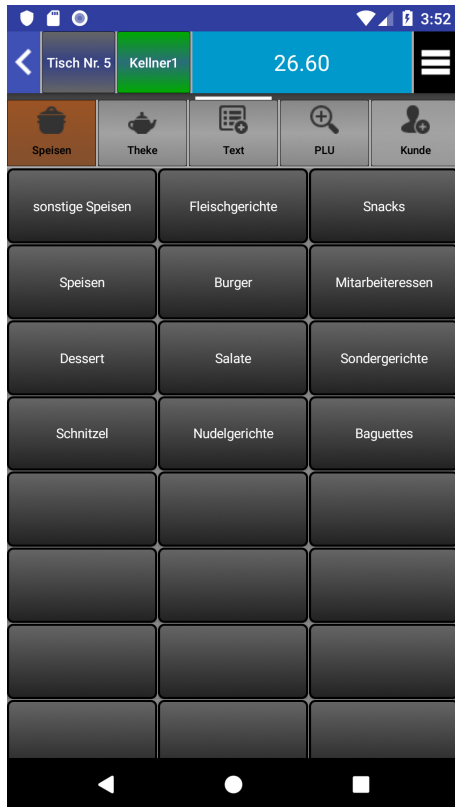 3:52
Tisch Nr. 5
Kellner1
26.60
Speisen
Theke
Text
PLU
Kunde
sonstige Speisen
Fleischgerichte
Snacks
Speisen
Burger
Mitarbeiteressen
Dessert
Salate
Sondergerichte
Schnitzel
Nudelgerichte
Baguettes